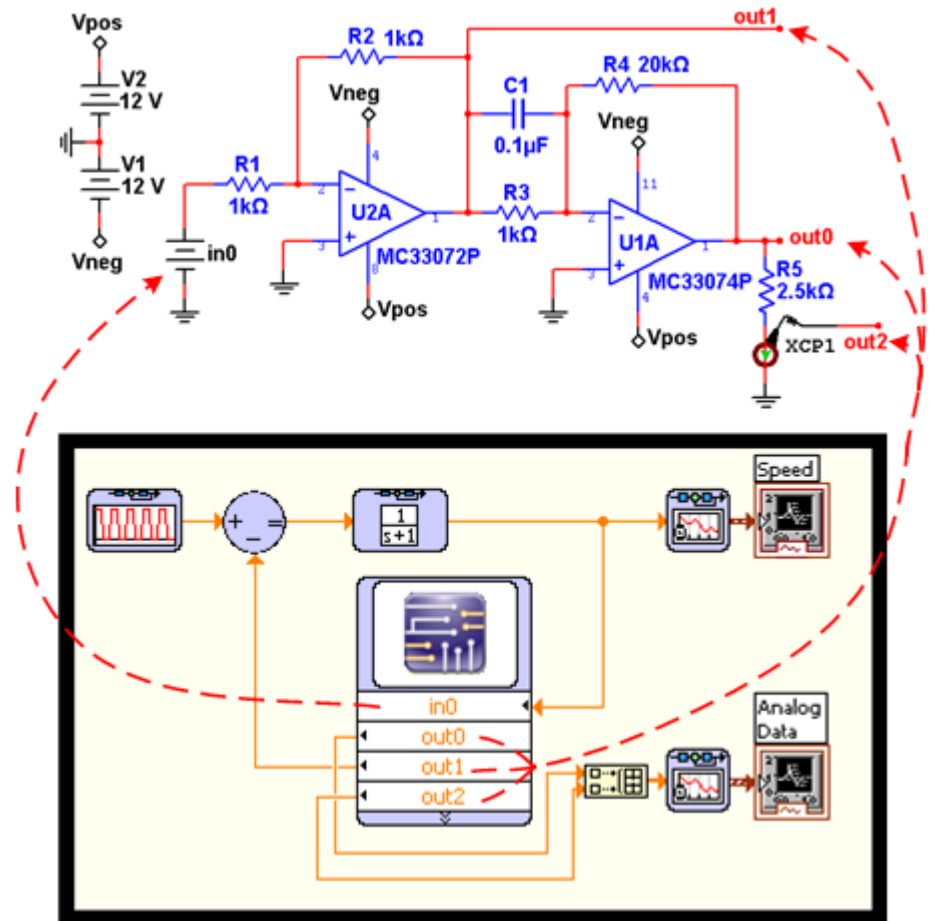 Vpos
V2
12 V
V1
12 V
Vneg
in0
R1
1kΩ
R2 1kΩ
Vneg
4
2
3
1
8
U2A
MC33072P
Vpos
C1
0.1µF
R3
1kΩ
R4 20kΩ
Vneg
11
2
3
1
4
U1A
MC33074P
Vpos
out1
out0
R5
2.5kΩ
XCP1
out2
Speed
+
−
=
1
s+1
in0
out0
out1
out2
Analog
Data